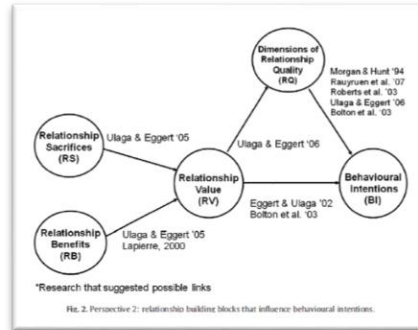 Dimensions of
Relationship
Quality
(RQ)
Morgan & Hunt '94
Rauyruen et al. '07
Roberts et al. '03
Ulaga & Eggert '06
Bolton et al. '03
Relationship
Sacrifices
(RS)
Ulaga & Eggert '05
Ulaga & Eggert '06
Relationship
Value
(RV)
Behavioural
Intentions
(BI)
Eggert & Ulaga '02
Bolton et al. '03
Relationship
Benefits
(RB)
Ulaga & Eggert '05
Lapierre, 2000
*Research that suggested possible links
Fig. 2. Perspective 2: relationship building blocks that influence behavioural intentions.